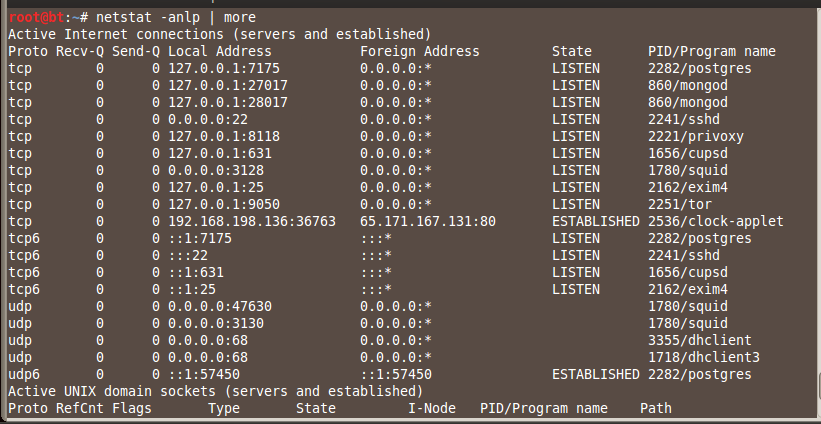 root@bt:~# netstat -anlp | more
Active Internet connections (servers and established)
Proto Recv-Q Send-Q Local Address           Foreign Address         State       PID/Program name
tcp        0      0 127.0.0.1:7175          0.0.0.0:*               LISTEN      2282/postgres
tcp        0      0 127.0.0.1:27017         0.0.0.0:*               LISTEN      860/mongod
tcp        0      0 127.0.0.1:28017         0.0.0.0:*               LISTEN      860/mongod
tcp        0      0 0.0.0.0:22              0.0.0.0:*               LISTEN      2241/sshd
tcp        0      0 127.0.0.1:8118          0.0.0.0:*               LISTEN      2221/privoxy
tcp        0      0 127.0.0.1:631           0.0.0.0:*               LISTEN      1656/cupsd
tcp        0      0 0.0.0.0:3128            0.0.0.0:*               LISTEN      1780/squid
tcp        0      0 127.0.0.1:25            0.0.0.0:*               LISTEN      2162/exim4
tcp        0      0 127.0.0.1:9050          0.0.0.0:*               LISTEN      2251/tor
tcp        0      0 192.168.198.136:36763   65.171.167.131:80       ESTABLISHED 2536/clock-applet
tcp6       0      0 ::1:7175                :::*                    LISTEN      2282/postgres
tcp6       0      0 :::22                   :::*                    LISTEN      2241/sshd
tcp6       0      0 ::1:631                 :::*                    LISTEN      1656/cupsd
tcp6       0      0 ::1:25                  :::*                    LISTEN      2162/exim4
udp        0      0 0.0.0.0:47630           0.0.0.0:*                           1780/squid
udp        0      0 0.0.0.0:3130            0.0.0.0:*                           1780/squid
udp        0      0 0.0.0.0:68              0.0.0.0:*                           3355/dhclient
udp        0      0 0.0.0.0:68              0.0.0.0:*                           1718/dhclient3
udp6       0      0 ::1:57450               ::1:57450               ESTABLISHED 2282/postgres
Active UNIX domain sockets (servers and established)
Proto RefCnt Flags       Type       State         I-Node   PID/Program name    Path